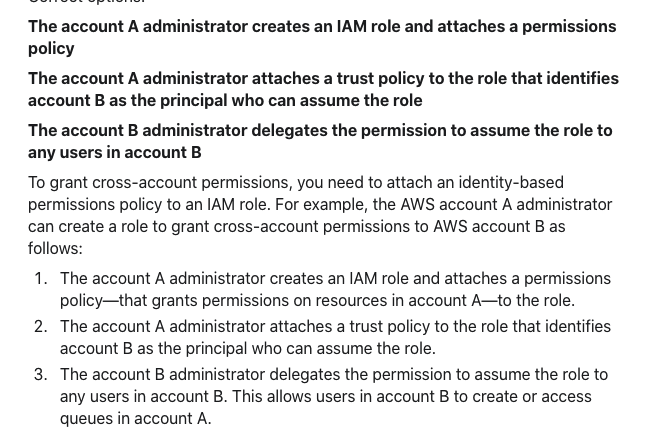 Correct options:
The account A administrator creates an IAM role and attaches a permissions
policy
The account A administrator attaches a trust policy to the role that identifies
account B as the principal who can assume the role
The account B administrator delegates the permission to assume the role to
any users in account B
To grant cross-account permissions, you need to attach an identity-based
permissions policy to an IAM role. For example, the AWS account A administrator
can create a role to grant cross-account permissions to AWS account B as
follows:
1. The account A administrator creates an IAM role and attaches a permissions
policy—that grants permissions on resources in account A—to the role.
2. The account A administrator attaches a trust policy to the role that identifies
account B as the principal who can assume the role.
3. The account B administrator delegates the permission to assume the role to
any users in account B. This allows users in account B to create or access
queues in account A.